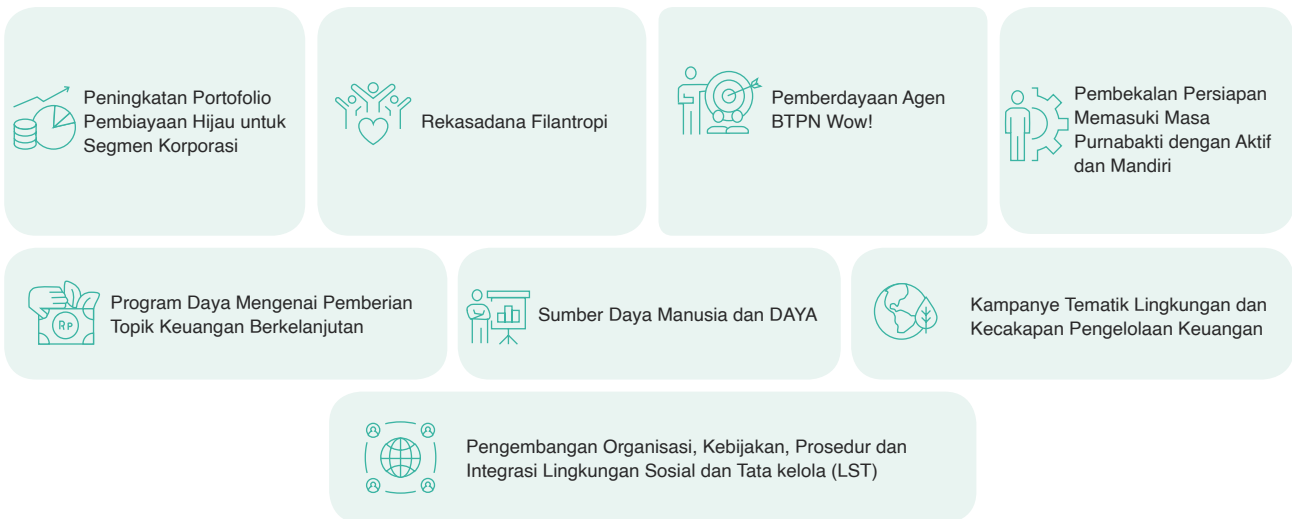 Peningkatan Portofolio
Pembiayaan Hijau untuk
Segmen Korporasi
Rekasadana Filantropi
Pemberdayaan Agen
BTPN Wow!
Pembekalan Persiapan
Memasuki Masa
Purnabakti dengan Aktif
dan Mandiri
Program Daya Mengenai Pemberian
Topik Keuangan Berkelanjutan
RP
Sumber Daya Manusia dan DAYA
Kampanye Tematik Lingkungan dan
Kecakapan Pengelolaan Keuangan
Pengembangan Organisasi, Kebijakan, Prosedur dan
Integrasi Lingkungan Sosial dan Tata kelola (LST)